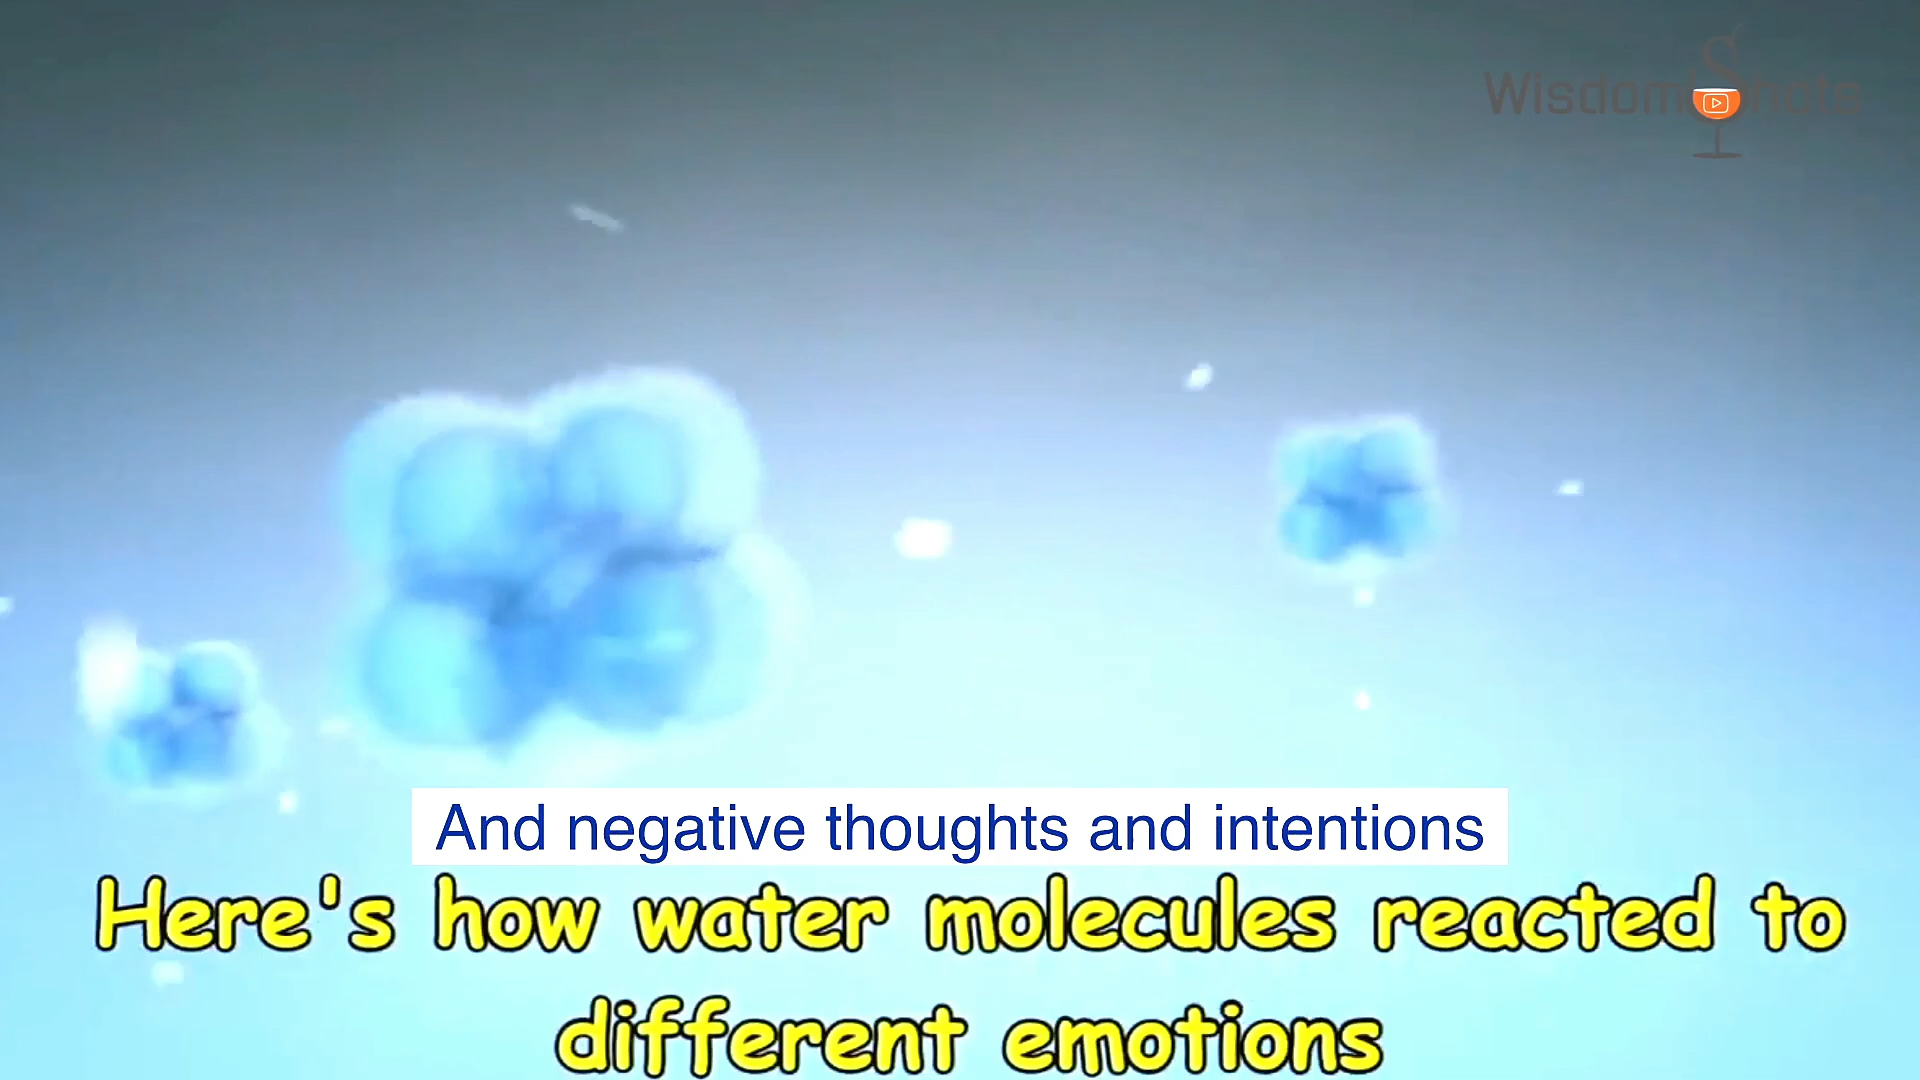 Wisdom Shots
And negative thoughts and intentions
Here's how water molecules reacted to
different emotions